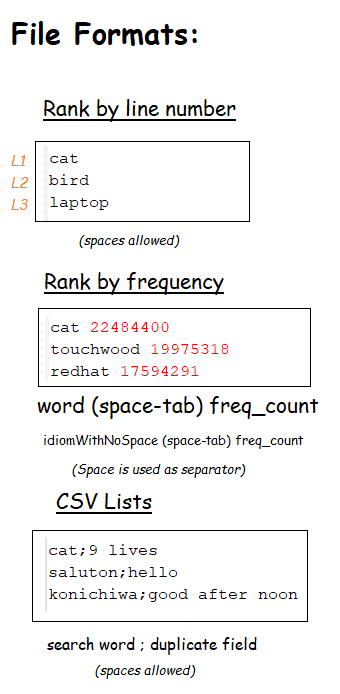 File Formats:
Rank by line number
L1 cat
L2 bird
L3 laptop
(spaces allowed)
Rank by frequency
cat 22484400
touchwood 19975318
redhat 17594291
word (space-tab) freq_count
idiomWithNoSpace (space-tab) freq_count
(Space is used as separator)
CSV Lists
cat;9 lives
saluton;hello
konichiwa;good after noon
search word ; duplicate field
(spaces allowed)